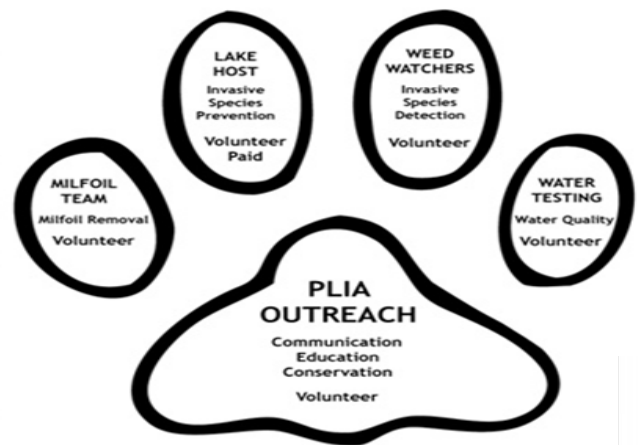 LAKE
HOST
Invasive
Species
Prevention
Volunteer
Paid
WEED
WATCHERS
Invasive
Species
Detection
Volunteer
MILFOIL
TEAM
Milfoil Removal
Volunteer
WATER
TESTING
Water Quality
Volunteer
PLIA
OUTREACH
Communication
Education
Conservation
Volunteer